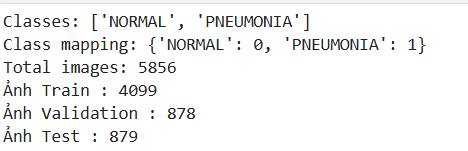 Classes: ['NORMAL', 'PNEUMONIA']
Class mapping: {'NORMAL': 0, 'PNEUMONIA': 1}
Total images: 5856
Ảnh Train : 4099
Ảnh Validation : 878
Ảnh Test : 879